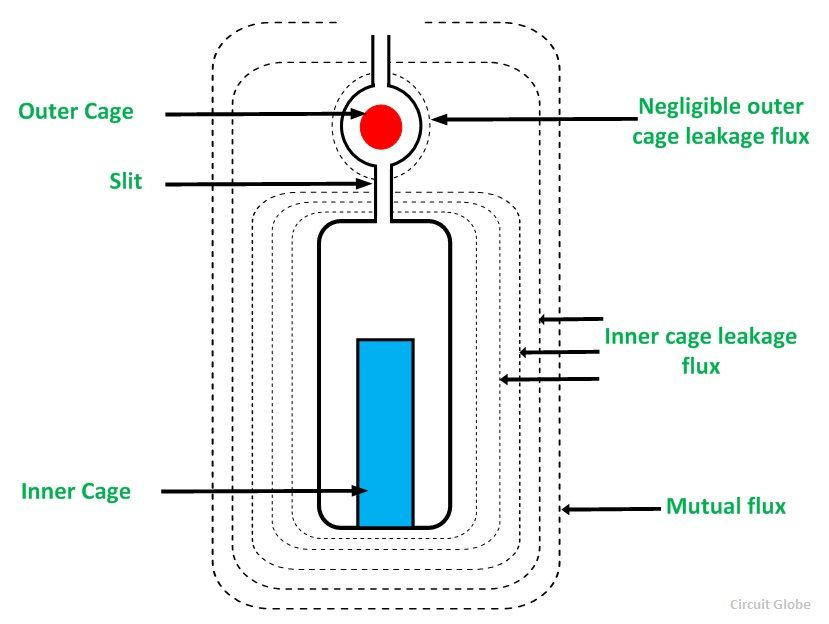 Outer Cage
Negligible outer
cage leakage flux
Slit
Inner cage leakage
flux
Inner Cage
Mutual flux
Circuit Globe